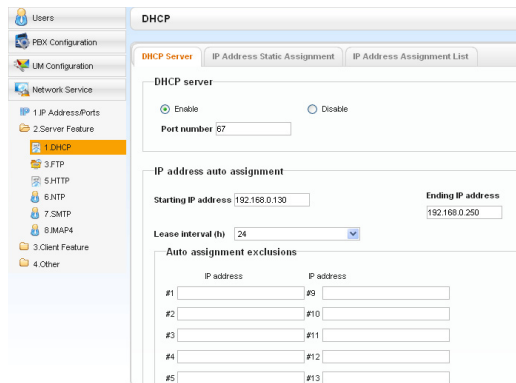 Users
PBX Configuration
UM Configuration
Network Service
1.IP Address/Ports
2.Server Feature
1.DHCP
3.FTP
5.HTTP
6.NTP
7.SMTP
8.IMAP4
3.Client Feature
4.Other
DHCP
DHCP Server IP Address Static Assignment IP Address Assignment List
DHCP server
Enable Disable
Port number 67
IP address auto assignment
Starting IP address 192.168.0.130 Ending IP address
192.168.0.250
Lease interval (h) 24
Auto assignment exclusions
IP address IP address
#1 #9
#2 #10
#3 #11
#4 #12
#5 #13